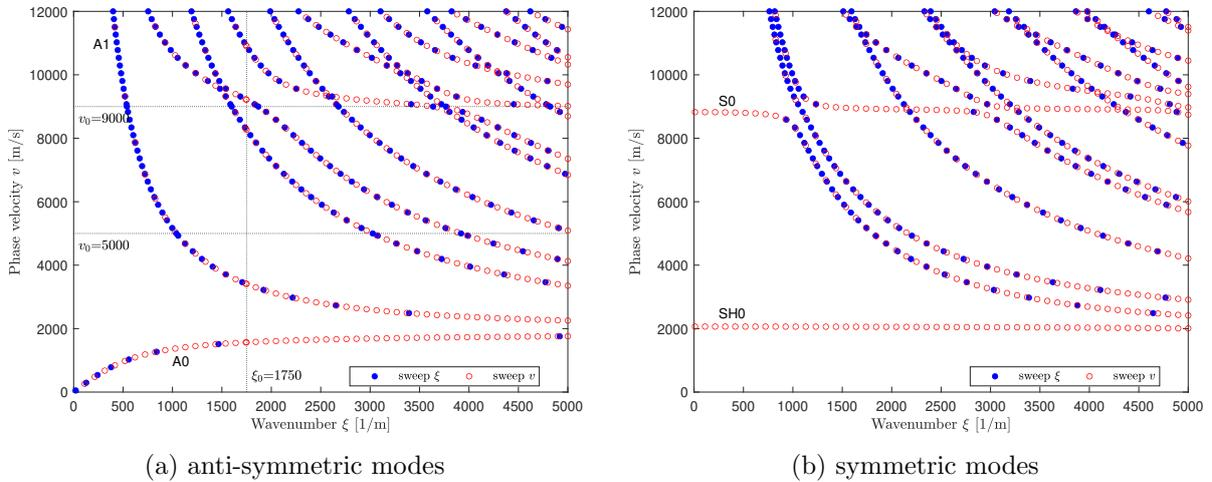 12000
10000
8000
6000
4000
2000
0
Phase velocity v [m/s]
A1
v₀=9000
v₀=5000
A0
ξ₀=1750
sweep ξ sweep v
0 500 1000 1500 2000 2500 3000 3500 4000 4500 5000
Wavenumber ξ [1/m]
(a) anti-symmetric modes
12000
10000
8000
6000
4000
2000
0
Phase velocity v [m/s]
S0
SH0
sweep ξ sweep v
0 500 1000 1500 2000 2500 3000 3500 4000 4500 5000
Wavenumber ξ [1/m]
(b) symmetric modes